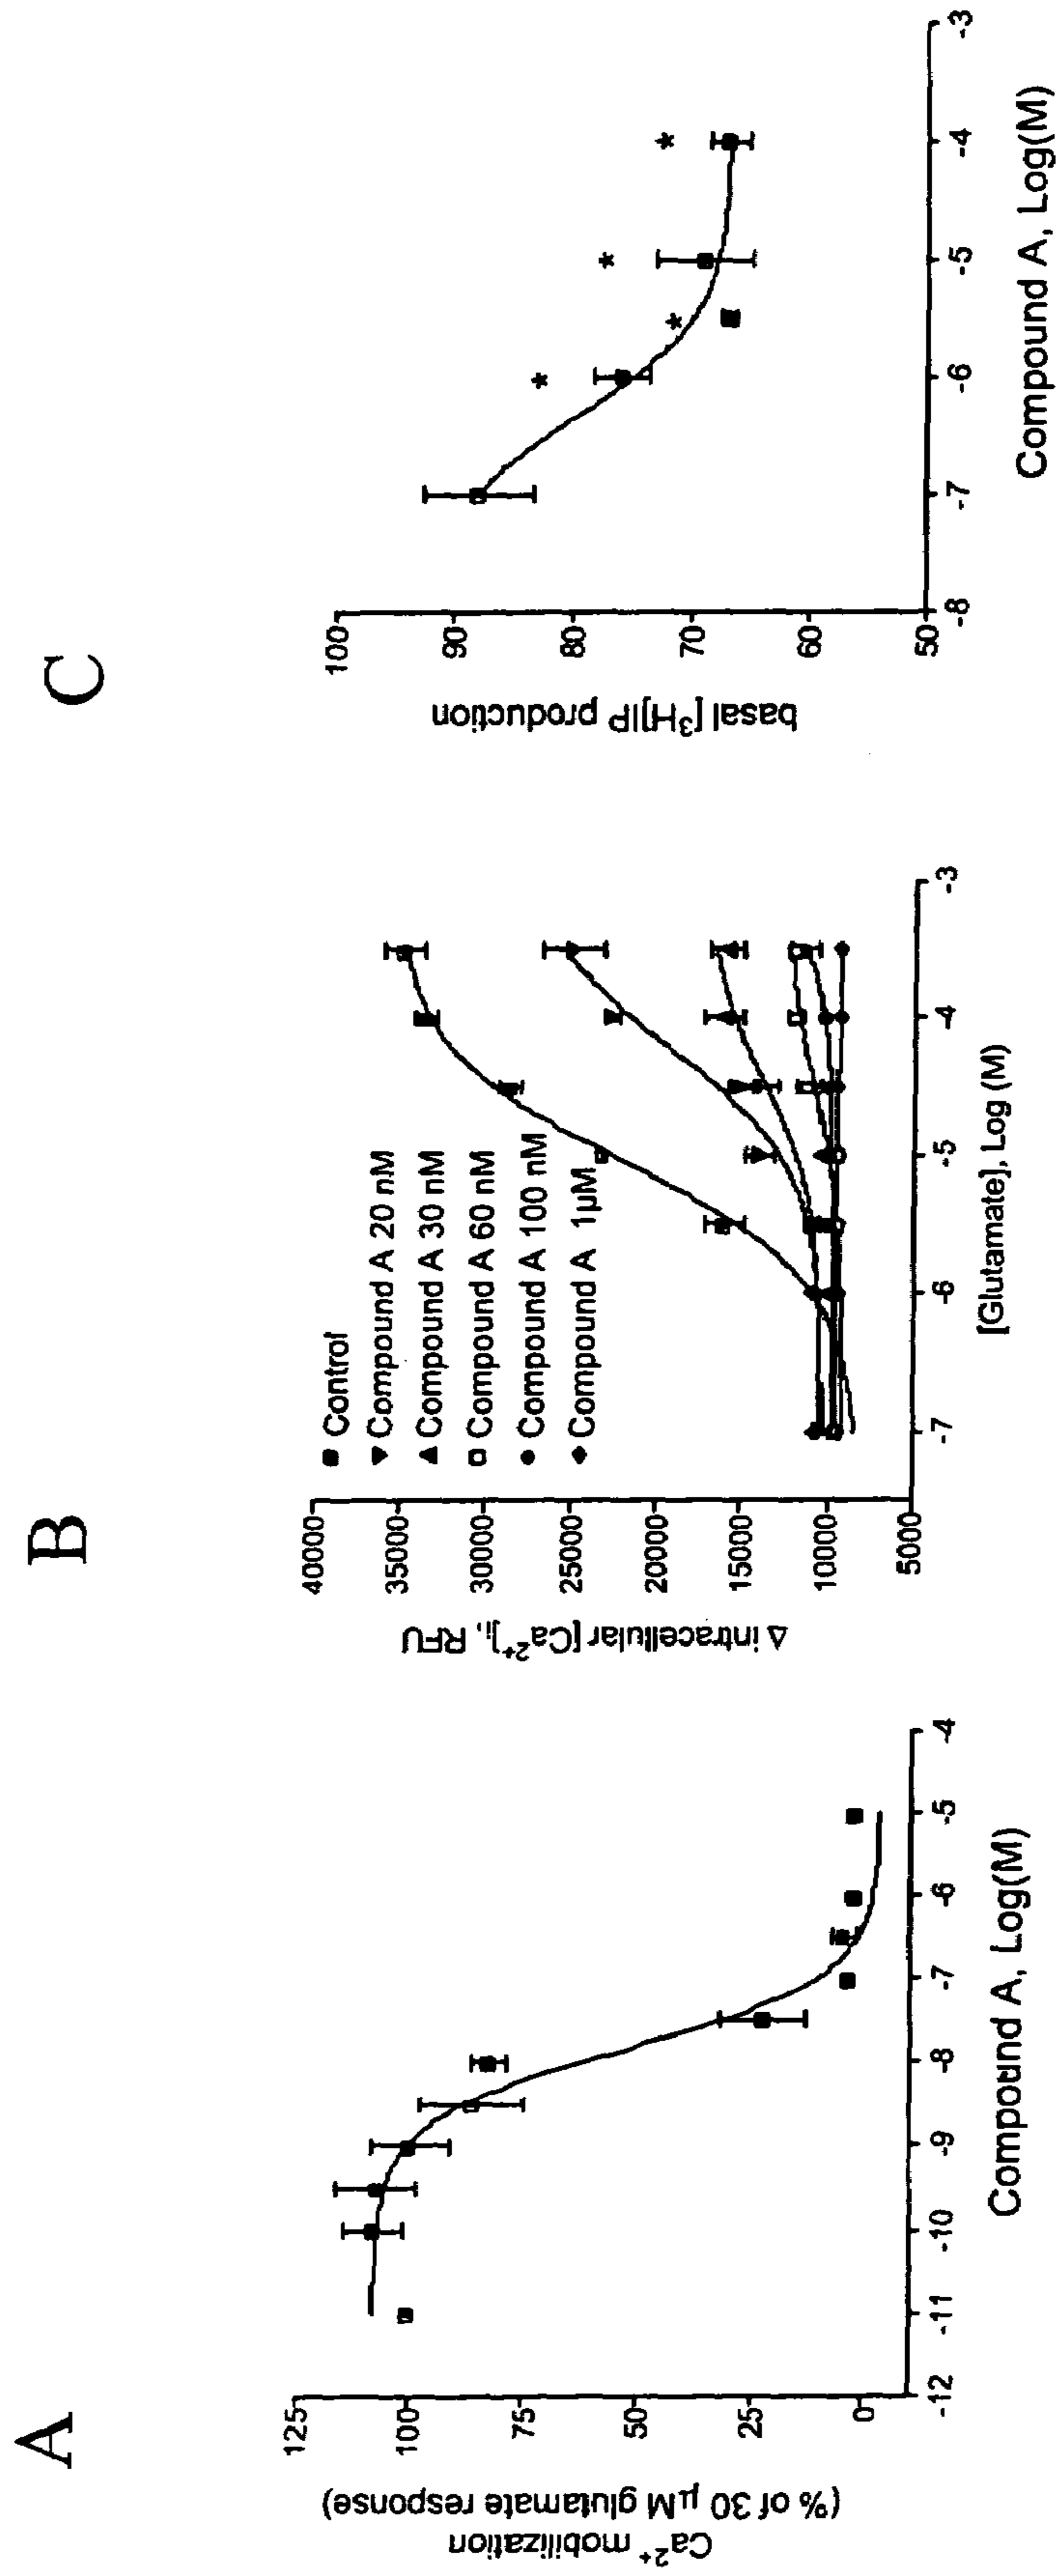 A
Ca²⁺ mobilization
(% of 30 µM glutamate response)
125
100
75
50
25
0
-12
-11
-10
-9
-8
-7
-6
-5
-4
Compound A, Log(M)
B
Δ intracellular [Ca²⁺]ᵢ, RFU
40000
35000
30000
25000
20000
15000
10000
5000
Control
Compound A 20 nM
Compound A 30 nM
Compound A 60 nM
Compound A 100 nM
Compound A 1µM
-7
-6
-5
-4
-3
[Glutamate], Log (M)
C
basal [³H]IP production
100
90
80
70
60
50
* * * *
-8
-7
-6
-5
-4
-3
Compound A, Log(M)